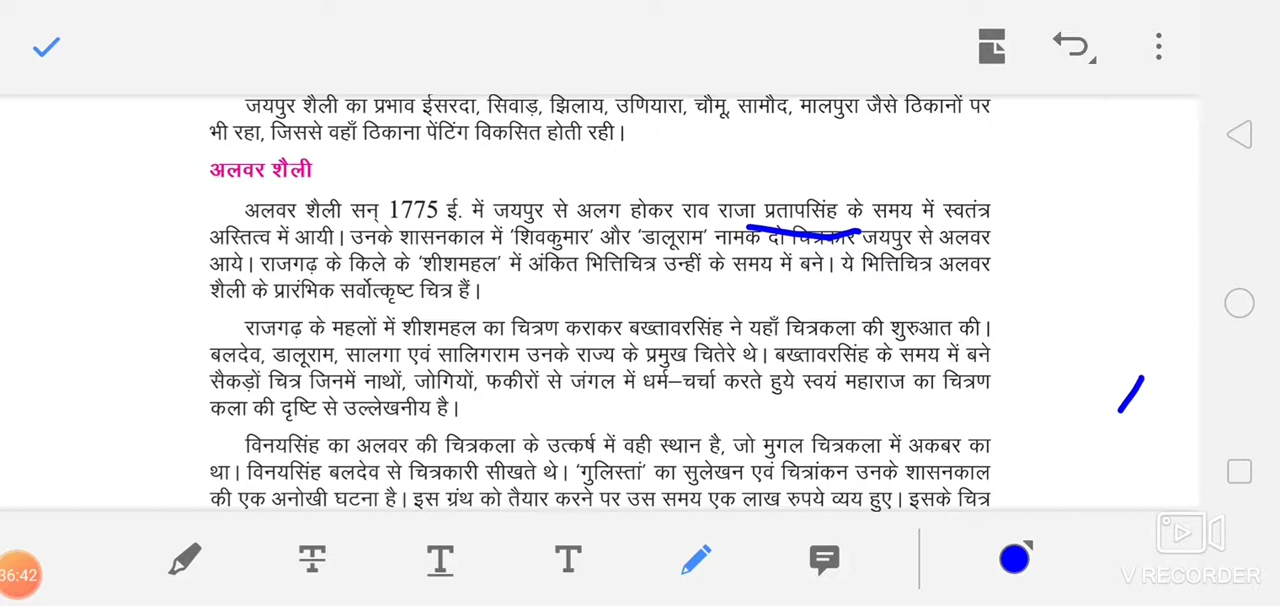 जयपुर शैली का प्रभाव ईसरदा, सिवाड़, झिलाय, उणियारा, चौमू, सामौद, मालपुरा जैसे ठिकानों पर
भी रहा, जिससे वहाँ ठिकाना पेंटिंग विकसित होती रही।
अलवर शैली
अलवर शैली सन् 1775 ई. में जयपुर से अलग होकर राव राजा प्रतापसिंह के समय में स्वतंत्र
अस्तित्व में आयी। उनके शासनकाल में 'शिवकुमार' और 'डालूराम' नामक दो चित्रकार जयपुर से अलवर
आये। राजगढ़ के किले के 'शीशमहल' में अंकित भित्तिचित्र उन्हीं के समय में बने। ये भित्तिचित्र अलवर
शैली के प्रारंभिक सर्वोत्कृष्ट चित्र हैं।
राजगढ़ के महलों में शीशमहल का चित्रण कराकर बख्तावरसिंह ने यहाँ चित्रकला की शुरुआत की।
बलदेव, डालूराम, सालगा एवं सालिगराम उनके राज्य के प्रमुख चितेरे थे। बख्तावरसिंह के समय में बने
सैकड़ों चित्र जिनमें नाथों, जोगियों, फकीरों से जंगल में धर्म–चर्चा करते हुये स्वयं महाराज का चित्रण
कला की दृष्टि से उल्लेखनीय है।
विनयसिंह का अलवर की चित्रकला के उत्कर्ष में वही स्थान है, जो मुगल चित्रकला में अकबर का
था। विनयसिंह बलदेव से चित्रकारी सीखते थे। 'गुलिस्तां' का सुलेखन एवं चित्रांकन उनके शासनकाल
की एक अनोखी घटना है। इस ग्रंथ को तैयार करने पर उस समय एक लाख रुपये व्यय हुए। इसके चित्र
36:42
V RECORDER